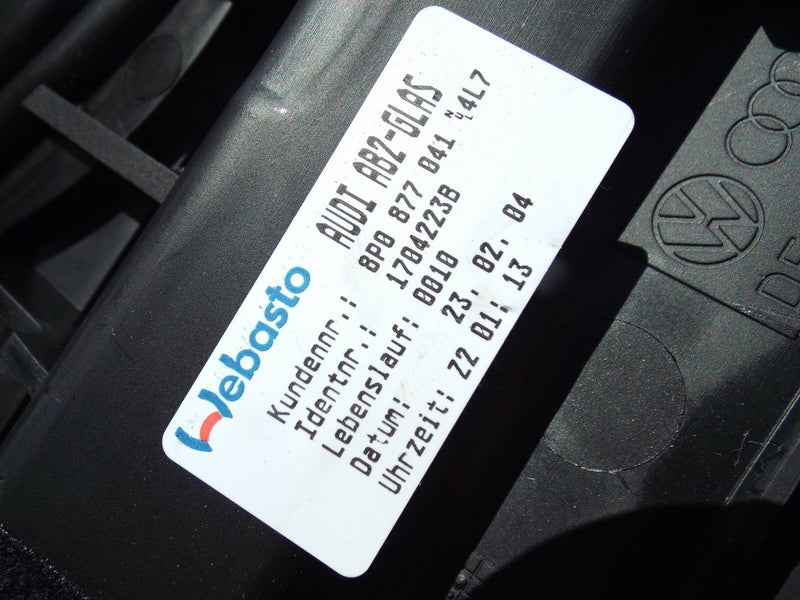 Webasto
AUDI AB2-GLAS
Kundennr.: 8P0 877 041 4L7
Identnr.: 1704223B
Lebenslauf: 0010
Datum: 23. 02. 04
Uhrzeit: 22 01: 13